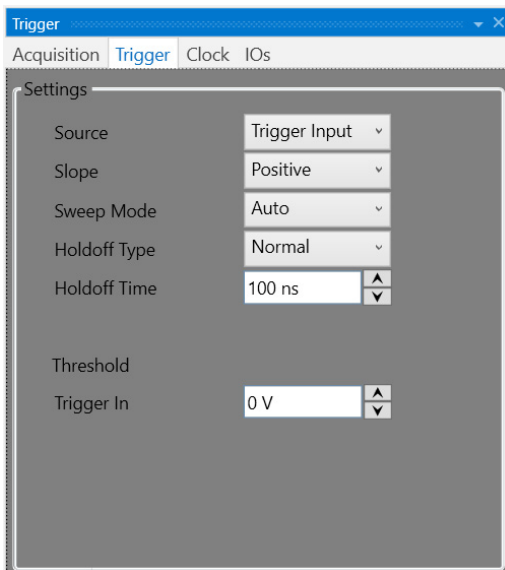 Trigger
Acquisition Trigger Clock IOs
Settings
Source Trigger Input
Slope Positive
Sweep Mode Auto
Holdoff Type Normal
Holdoff Time 100 ns
Threshold
Trigger In 0 V